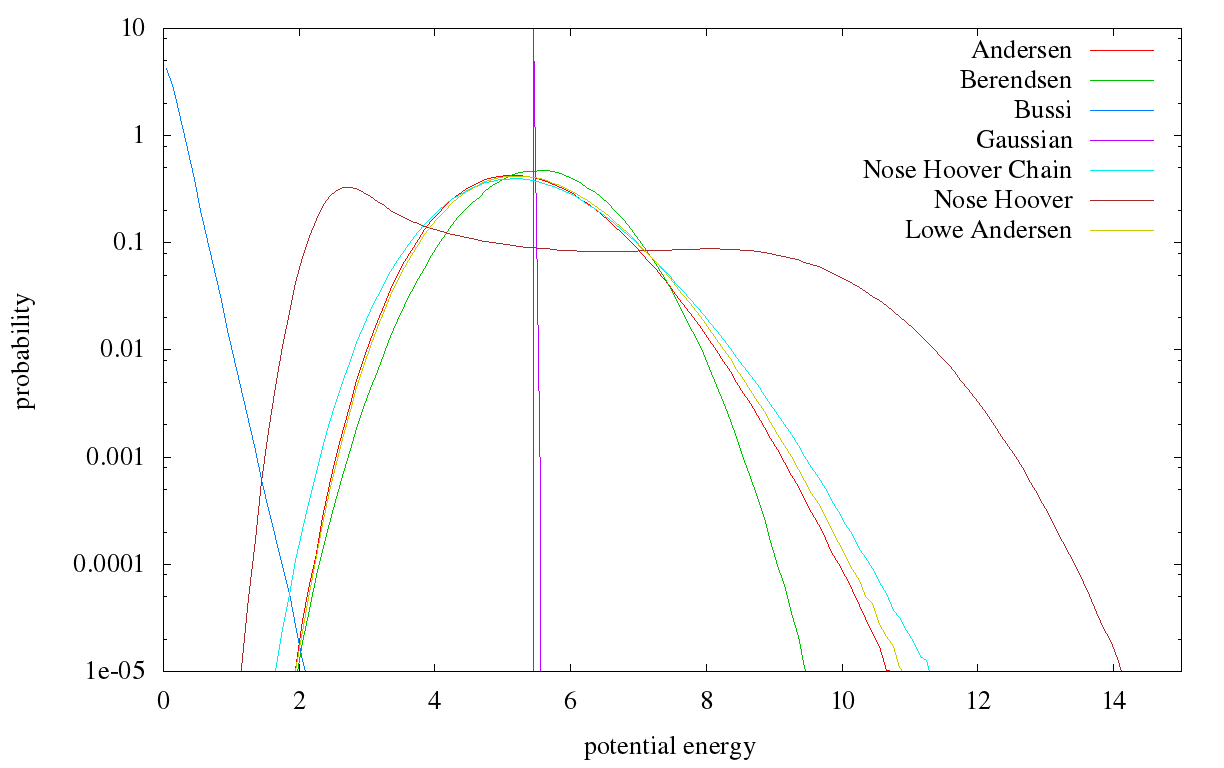 10
1
0.1
0.01
0.001
0.0001
1e-05
probability
Andersen
Berendsen
Bussi
Gaussian
Nose Hoover Chain
Nose Hoover
Lowe Andersen
0 2 4 6 8 10 12 14
potential energy